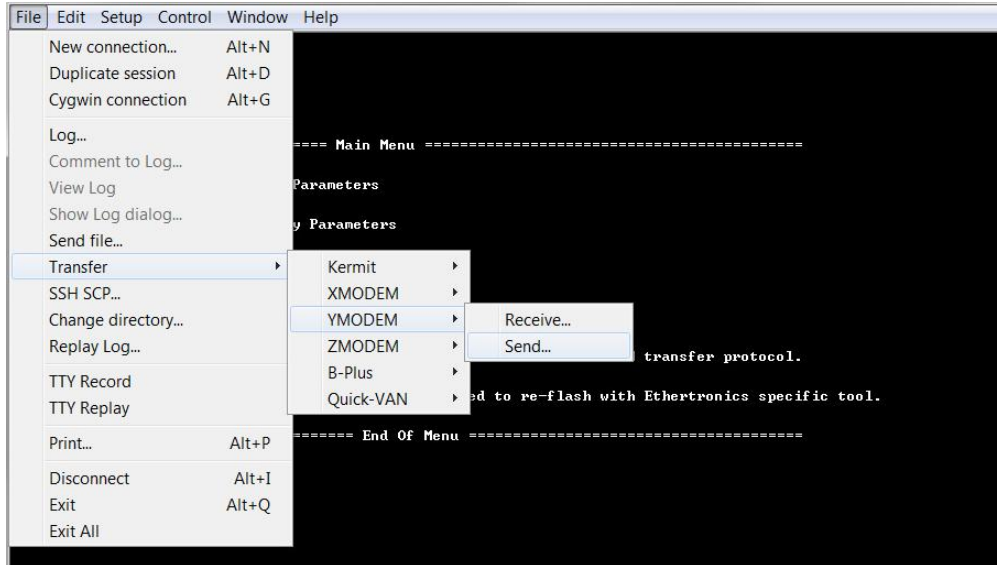 File Edit Setup Control Window Help
New connection... Alt+N
Duplicate session Alt+D
Cygwin connection Alt+G
Log...
Comment to Log...
View Log
Show Log dialog...
Send file...
Transfer
SSH SCP...
Change directory...
Replay Log...
TTY Record
TTY Replay
Print... Alt+P
Disconnect Alt+I
Exit Alt+Q
Exit All
Kermit
XMODEM
YMODEM
ZMODEM
B-Plus
Quick-VAN
Receive...
Send...
==== Main Menu ===========================================
Parameters
y Parameters
transfer protocol.
ed to re-flash with Ethertronics specific tool.
======= End Of Menu ======================================